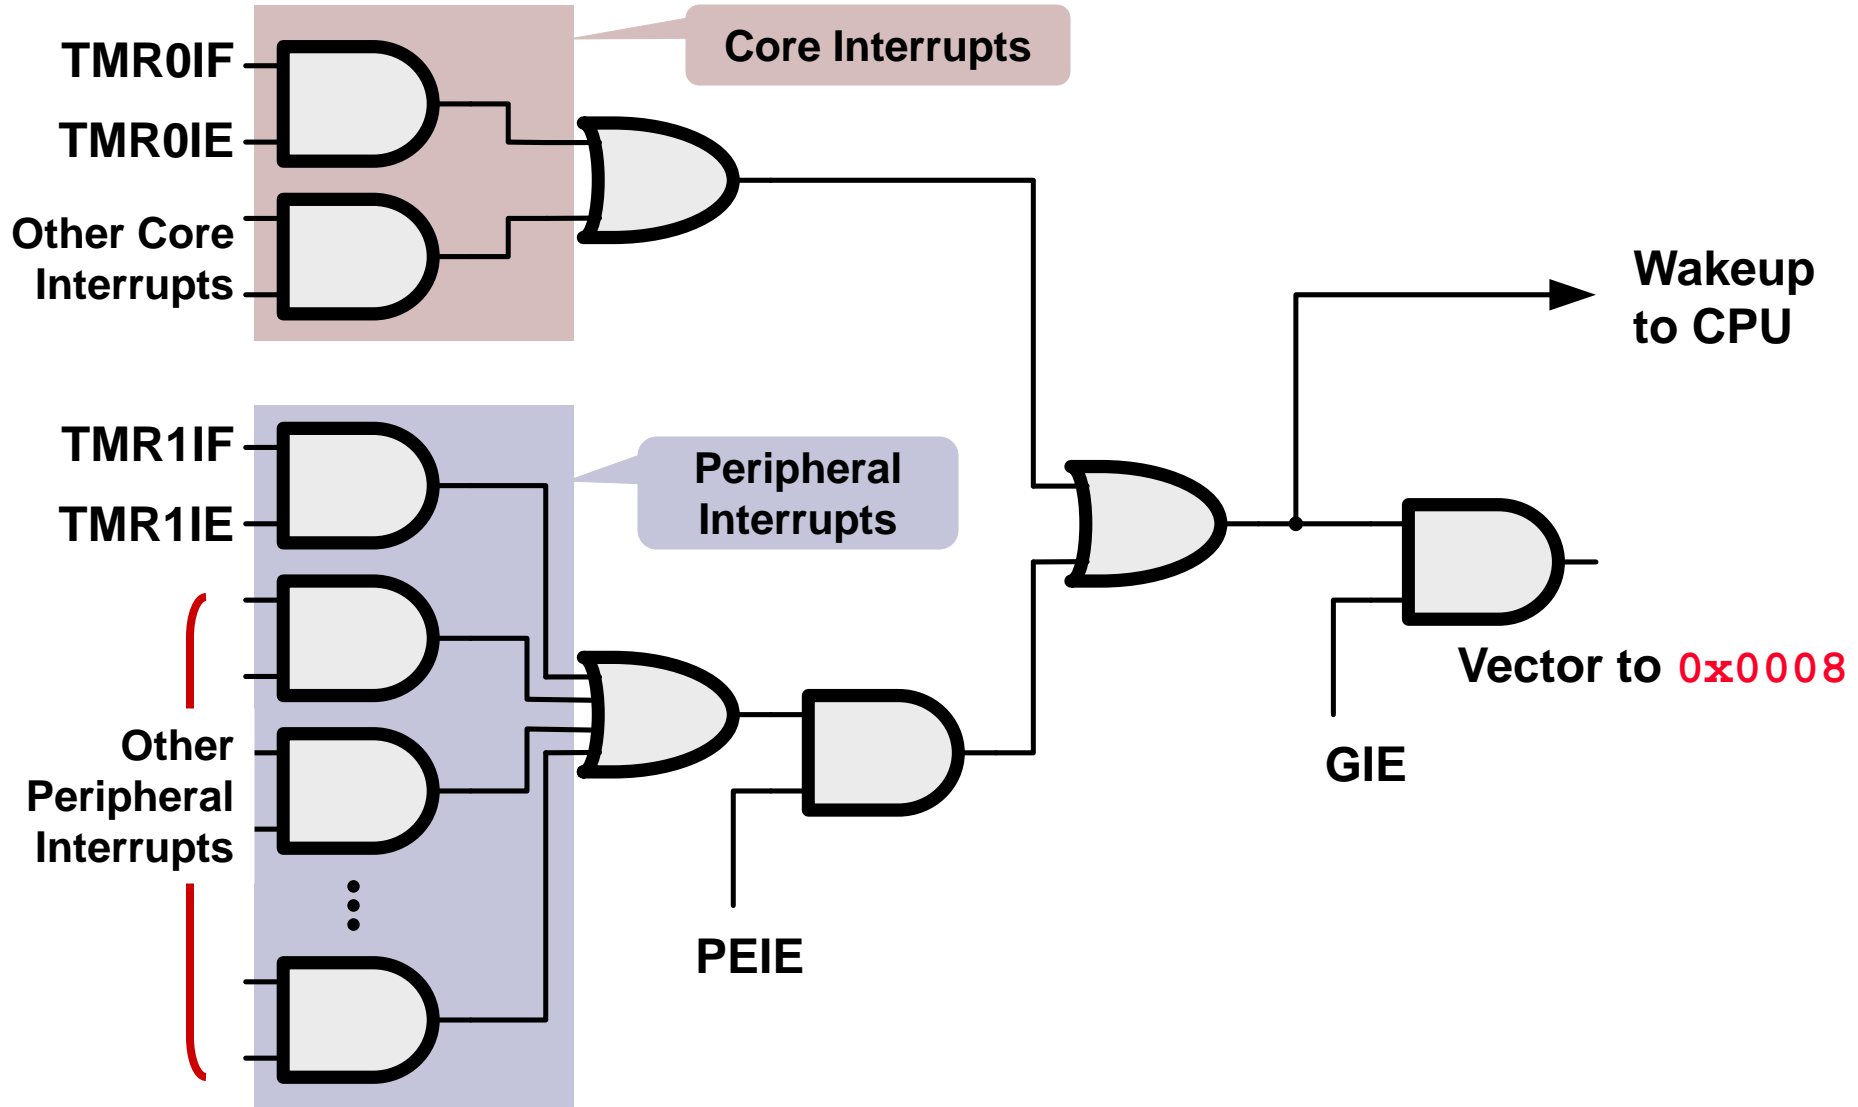 TMR0IF
TMR0IE
Other Core
Interrupts
Core Interrupts
Wakeup
to CPU
TMR1IF
TMR1IE
Peripheral
Interrupts
Other
Peripheral
Interrupts
PEIE
GIE
Vector to 0x0008